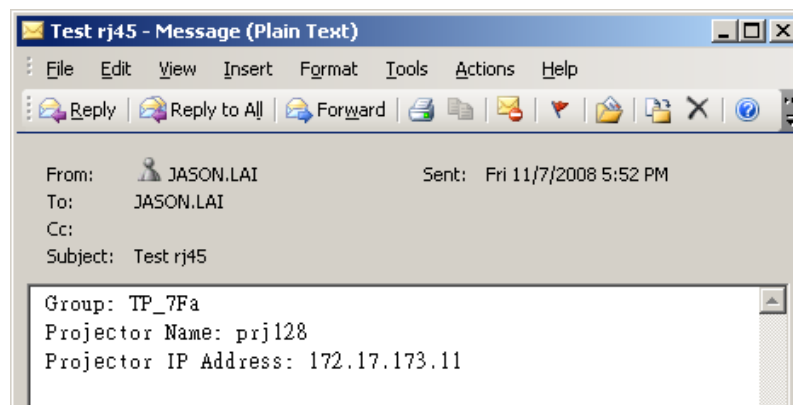 Test rj45 - Message (Plain Text)
File Edit View Insert Format Tools Actions Help
Reply Reply to All Forward
From: JASON.LAI Sent: Fri 11/7/2008 5:52 PM
To: JASON.LAI
Cc:
Subject: Test rj45
Group: TP_7Fa
Projector Name: prj128
Projector IP Address: 172.17.173.11